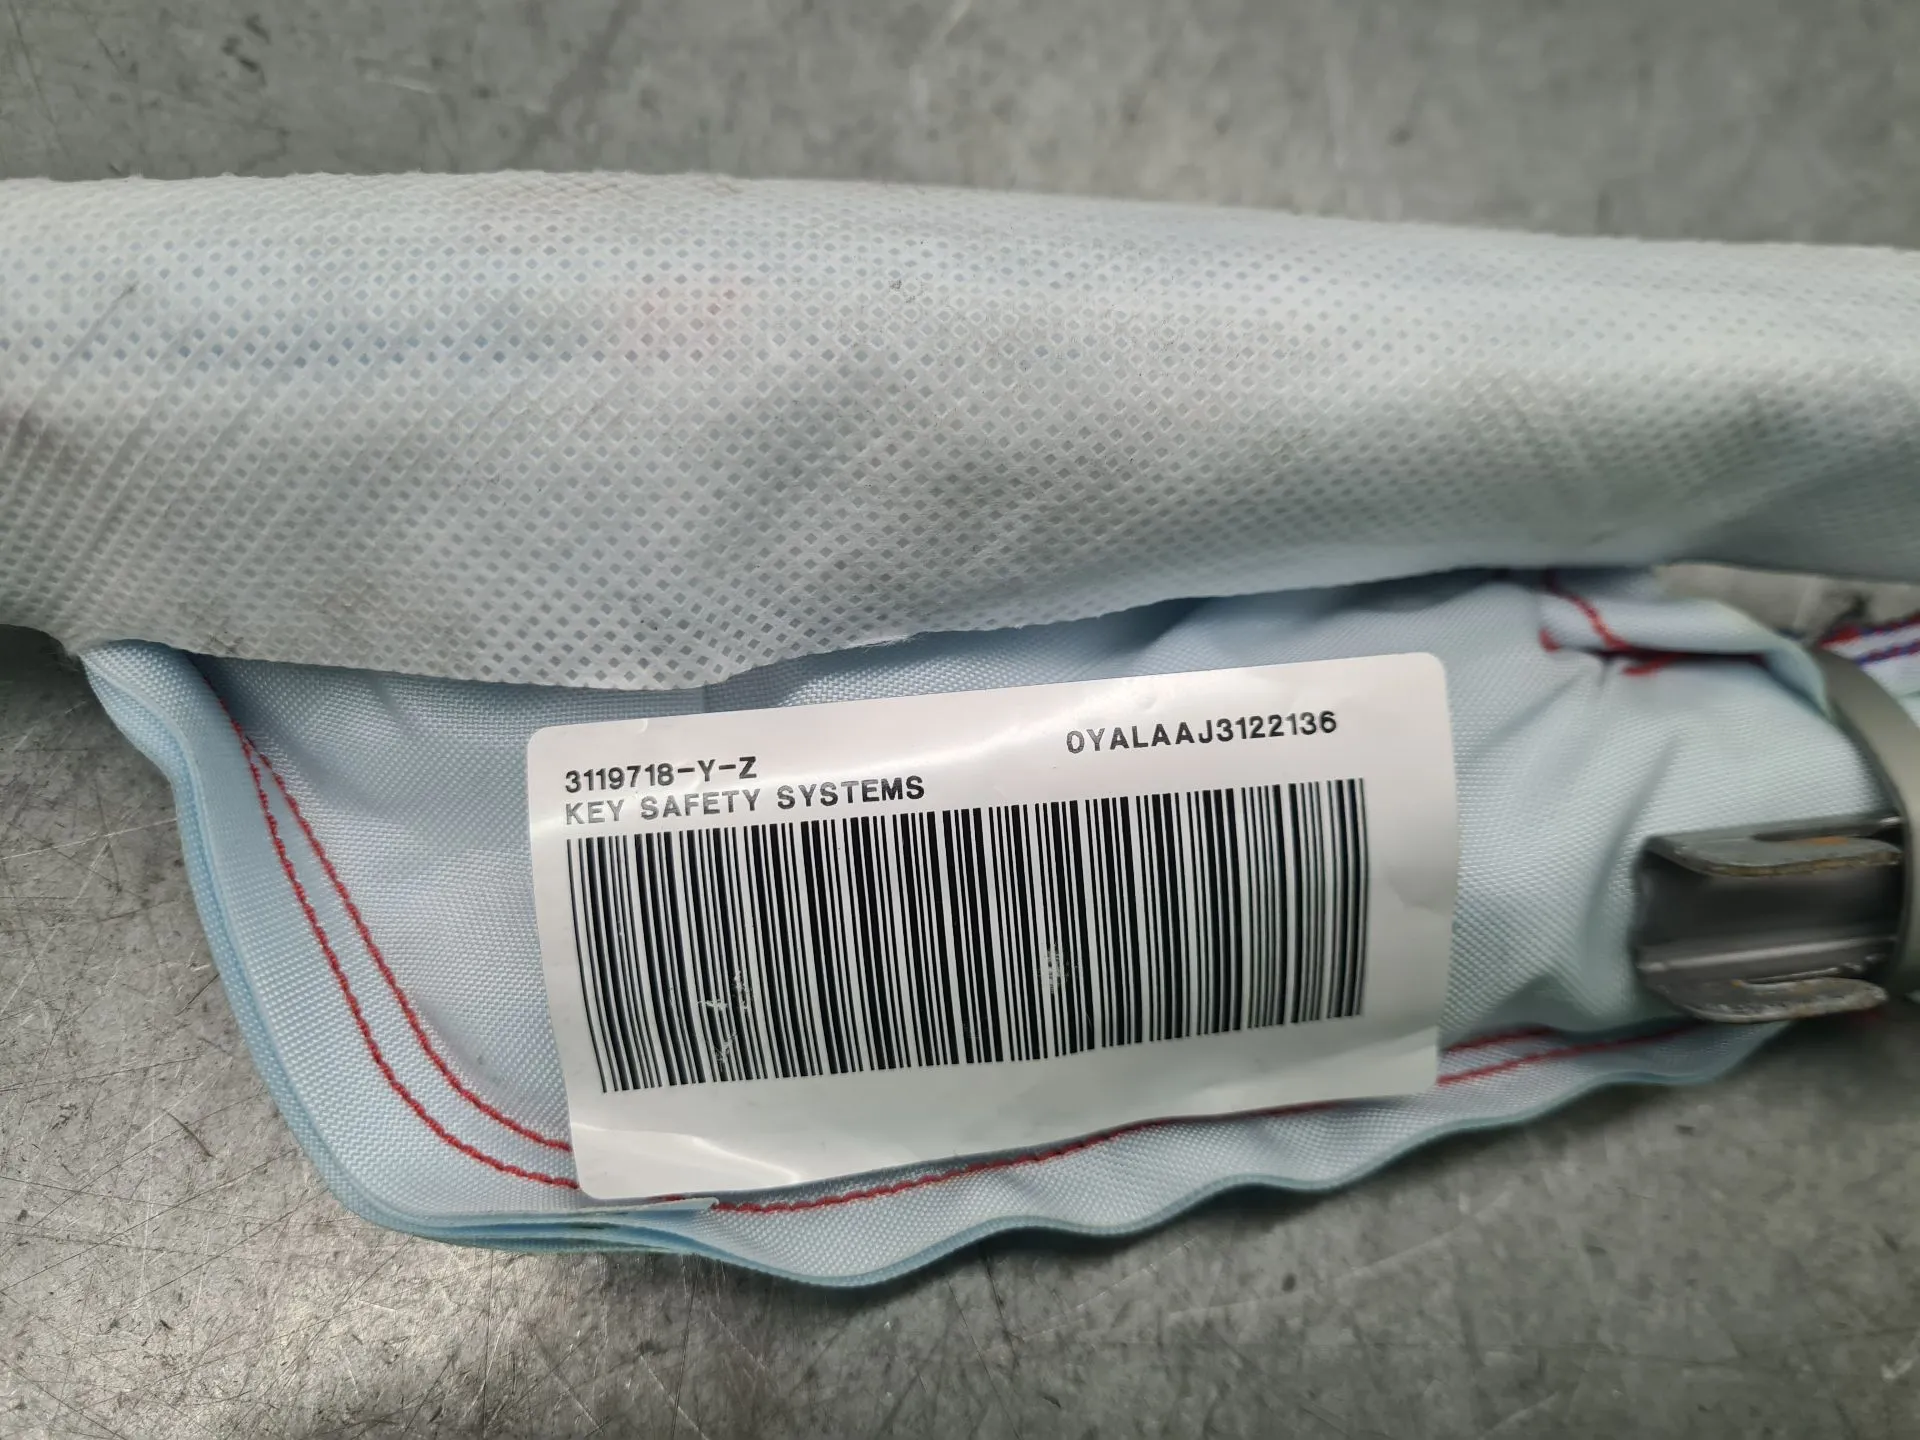 3119718-Y-Z
0YALAAJ3122136
KEY SAFETY SYSTEMS